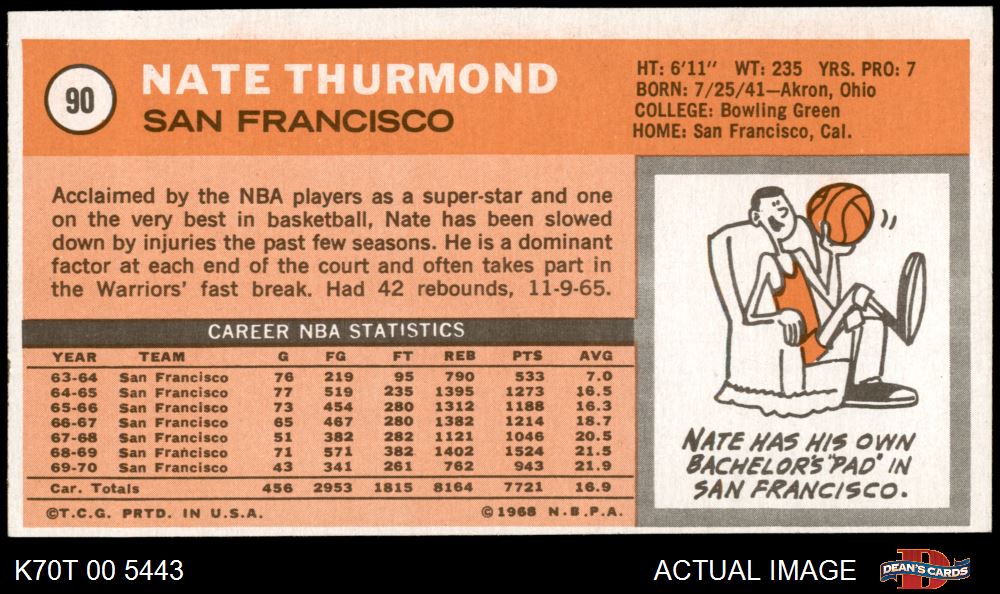 90
NATE THURMOND
SAN FRANCISCO
HT: 6'11" WT: 235 YRS. PRO: 7
BORN: 7/25/41—Akron, Ohio
COLLEGE: Bowling Green
HOME: San Francisco, Cal.
Acclaimed by the NBA players as a super-star and one
on the very best in basketball, Nate has been slowed
down by injuries the past few seasons. He is a dominant
factor at each end of the court and often takes part in
the Warriors' fast break. Had 42 rebounds, 11-9-65.
CAREER NBA STATISTICS
YEAR TEAM G FG FT REB PTS AVG
63-64 San Francisco 76 219 95 790 533 7.0
64-65 San Francisco 77 519 235 1395 1273 16.5
65-66 San Francisco 73 454 280 1312 1188 16.3
66-67 San Francisco 65 467 280 1382 1214 18.7
67-68 San Francisco 51 382 282 1121 1046 20.5
68-69 San Francisco 71 571 382 1402 1524 21.5
69-70 San Francisco 43 341 261 762 943 21.9
Car. Totals 456 2953 1815 8164 7721 16.9
©T.C.G. PRTD. IN U.S.A. ©1968 N.B.P.A.
NATE HAS HIS OWN
BACHELOR'S "PAD" IN
SAN FRANCISCO.
K70T 00 5443
ACTUAL IMAGE
D
DEAN'S CARDS